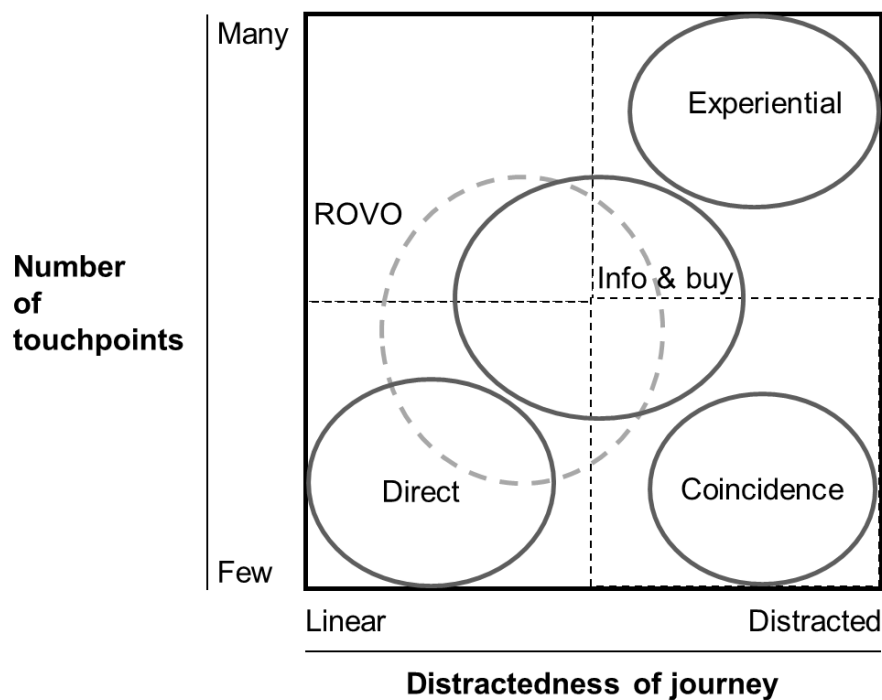 Many
Experiential
ROVO
Number
of
touchpoints
Info & buy
Direct
Coincidence
Few
Linear
Distracted
Distractedness of journey